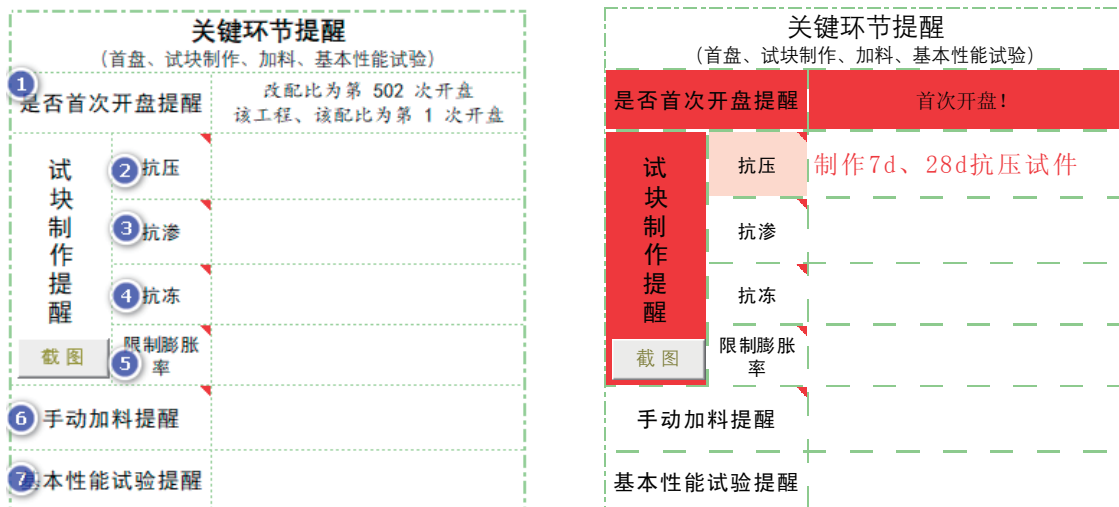 关键环节提醒
(首盘、试块制作、加料、基本性能试验)
1
是否首次开盘提醒
改配比为第 502 次开盘
该工程、该配比为第 1 次开盘
试块制作提醒
截图
2
抗压
3
抗渗
4
抗冻
5
限制膨胀
率
6
手动加料提醒
7
基本性能试验提醒
关键环节提醒
(首盘、试块制作、加料、基本性能试验)
是否首次开盘提醒
首次开盘!
试块制作提醒
截图
抗压
制作7d、28d抗压试件
抗渗
抗冻
限制膨胀
率
手动加料提醒
基本性能试验提醒